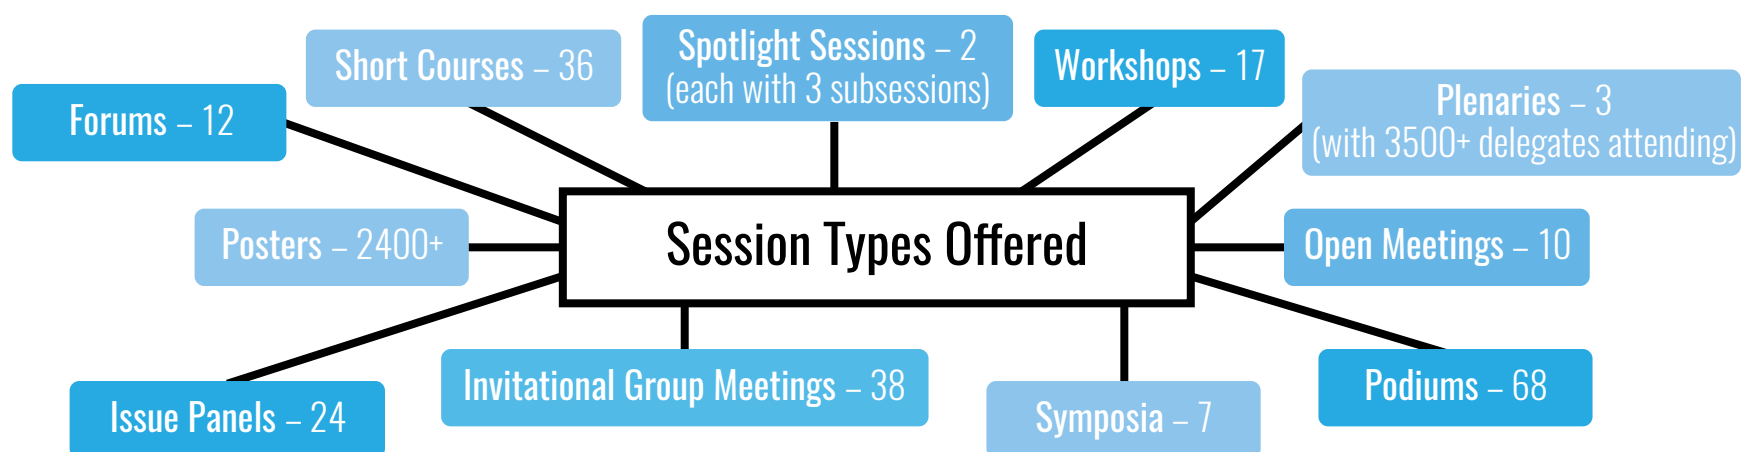 Short Courses – 36
Spotlight Sessions – 2
(each with 3 subsessions)
Workshops – 17
Forums – 12
Plenaries – 3
(with 3500+ delegates attending)
Posters – 2400+
Session Types Offered
Open Meetings – 10
Issue Panels – 24
Invitational Group Meetings – 38
Symposia – 7
Podiums – 68